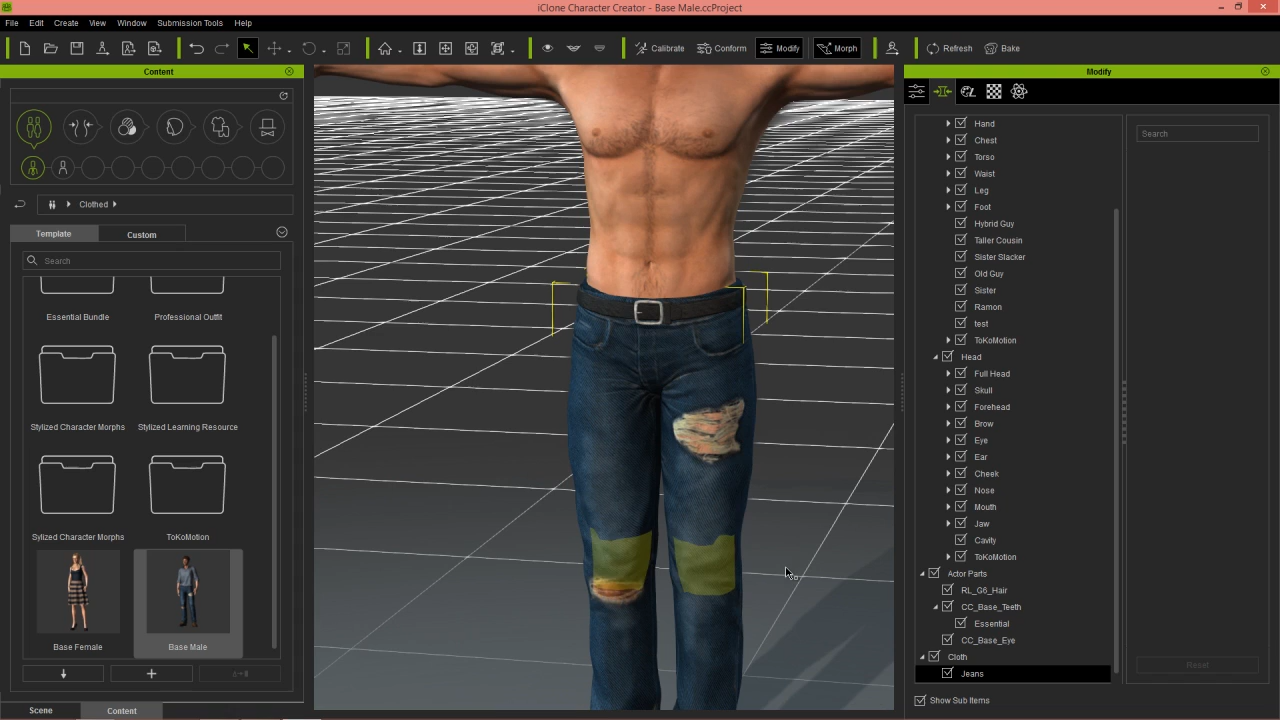 iClone Character Creator - Base Male.ccProject
File Edit Create View Window Submission Tools Help
Calibrate Conform Modify Morph Refresh Bake
Content
Clothed
Template Custom
Search
Essential Bundle Professional Outfit
Stylized Character Morphs Stylized Learning Resource
Sylized Character Morphs ToKoMotion
Base Female Base Male
Scene Content
Modify
Hand
Chest
Torso
Waist
Leg
Foot
Hybrid Guy
Taller Cousin
Sister Slacker
Old Guy
Sister
Ramon
test
ToKoMotion
Head
Full Head
Skull
Forehead
Brow
Eye
Ear
Cheek
Nose
Mouth
Jaw
Cavity
ToKoMotion
Actor Parts
RL_G6_Hair
CC_Base_Teeth
Essential
CC_Base_Eye
Cloth
Jeans
Show Sub Items
Search
Reset